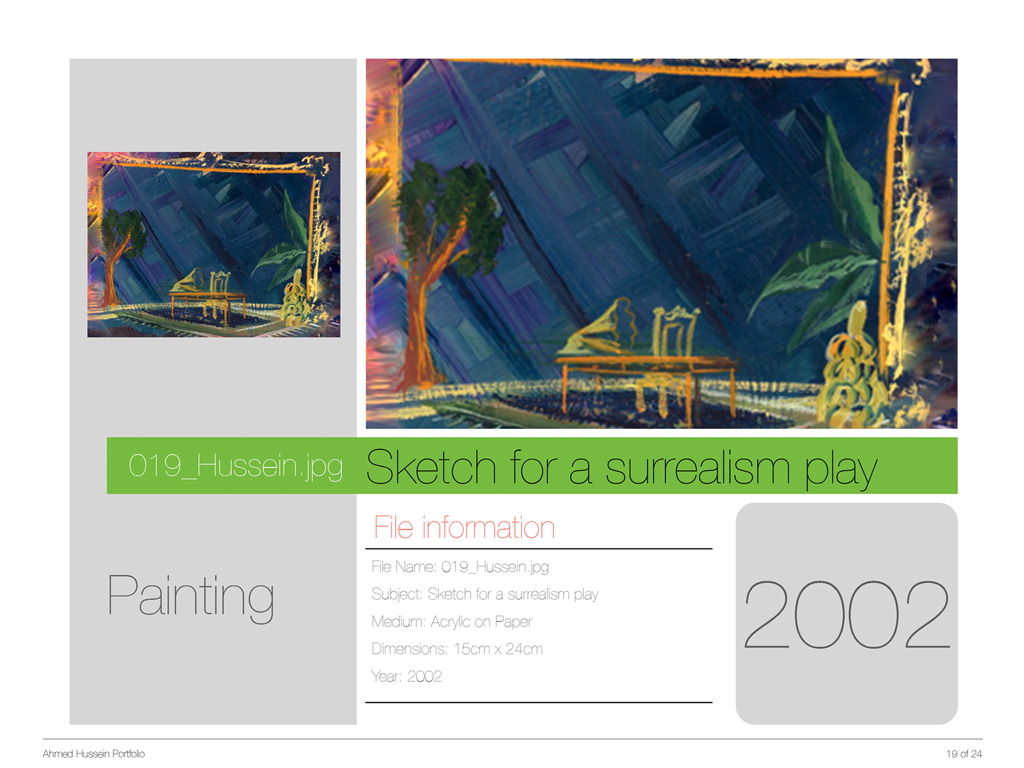 019_Hussein.jpg Sketch for a surrealism play
Painting
File information
File Name: 019_Hussein.jpg
Subject: Sketch for a surrealism play
Medium: Acrylic on Paper
Dimensions: 15cm x 24cm
Year: 2002
2002
Ahmed Hussein Portfolio 19 of 24